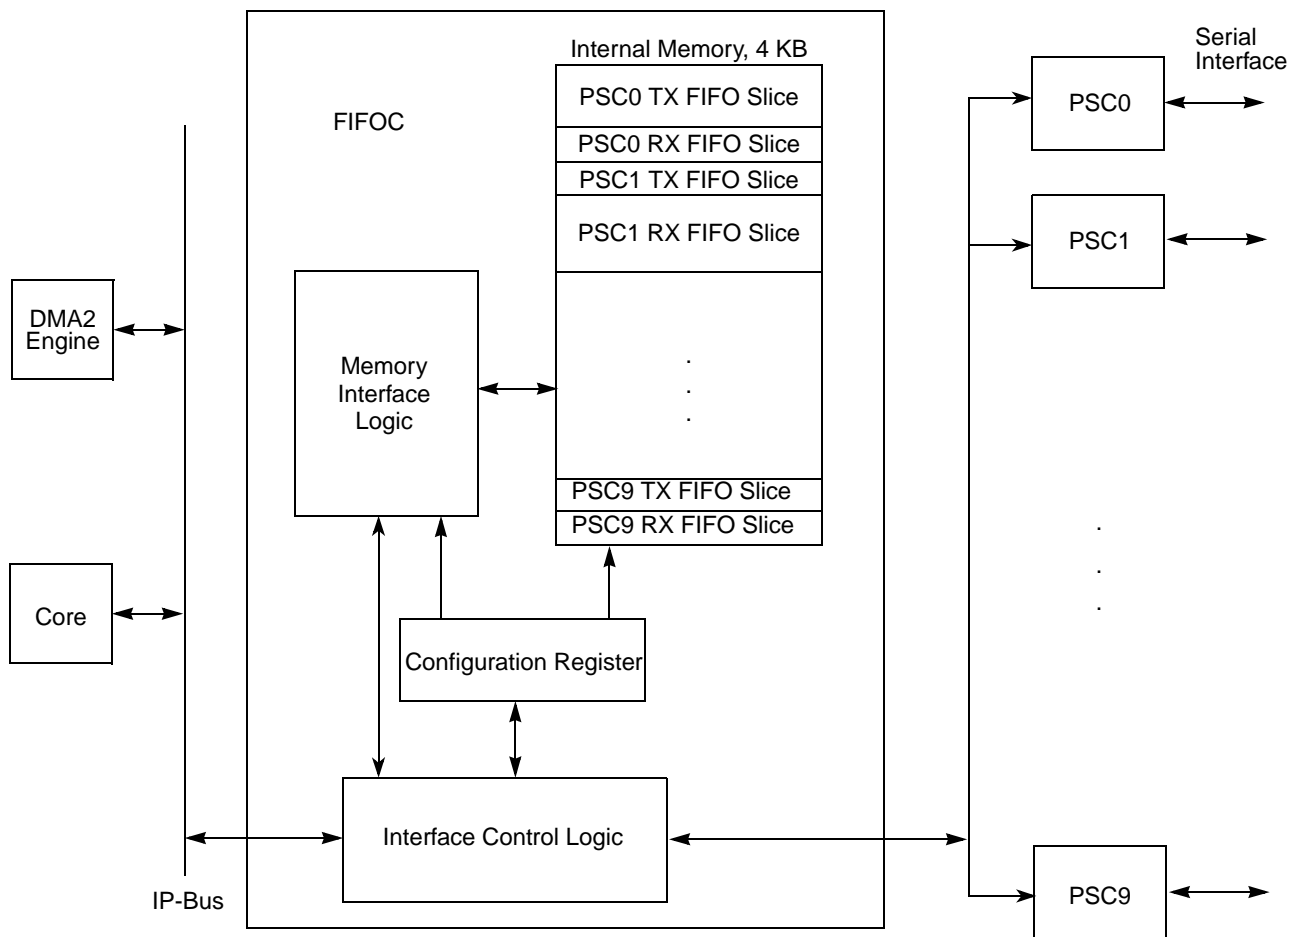 Internal Memory, 4 KB
PSC0 TX FIFO Slice
PSC0 RX FIFO Slice
PSC1 TX FIFO Slice
PSC1 RX FIFO Slice
.
.
.
PSC9 TX FIFO Slice
PSC9 RX FIFO Slice
FIFOC
DMA2
Engine
Memory
Interface
Logic
Core
Configuration Register
Interface Control Logic
IP-Bus
Serial
Interface
PSC0
PSC1
.
.
.
PSC9